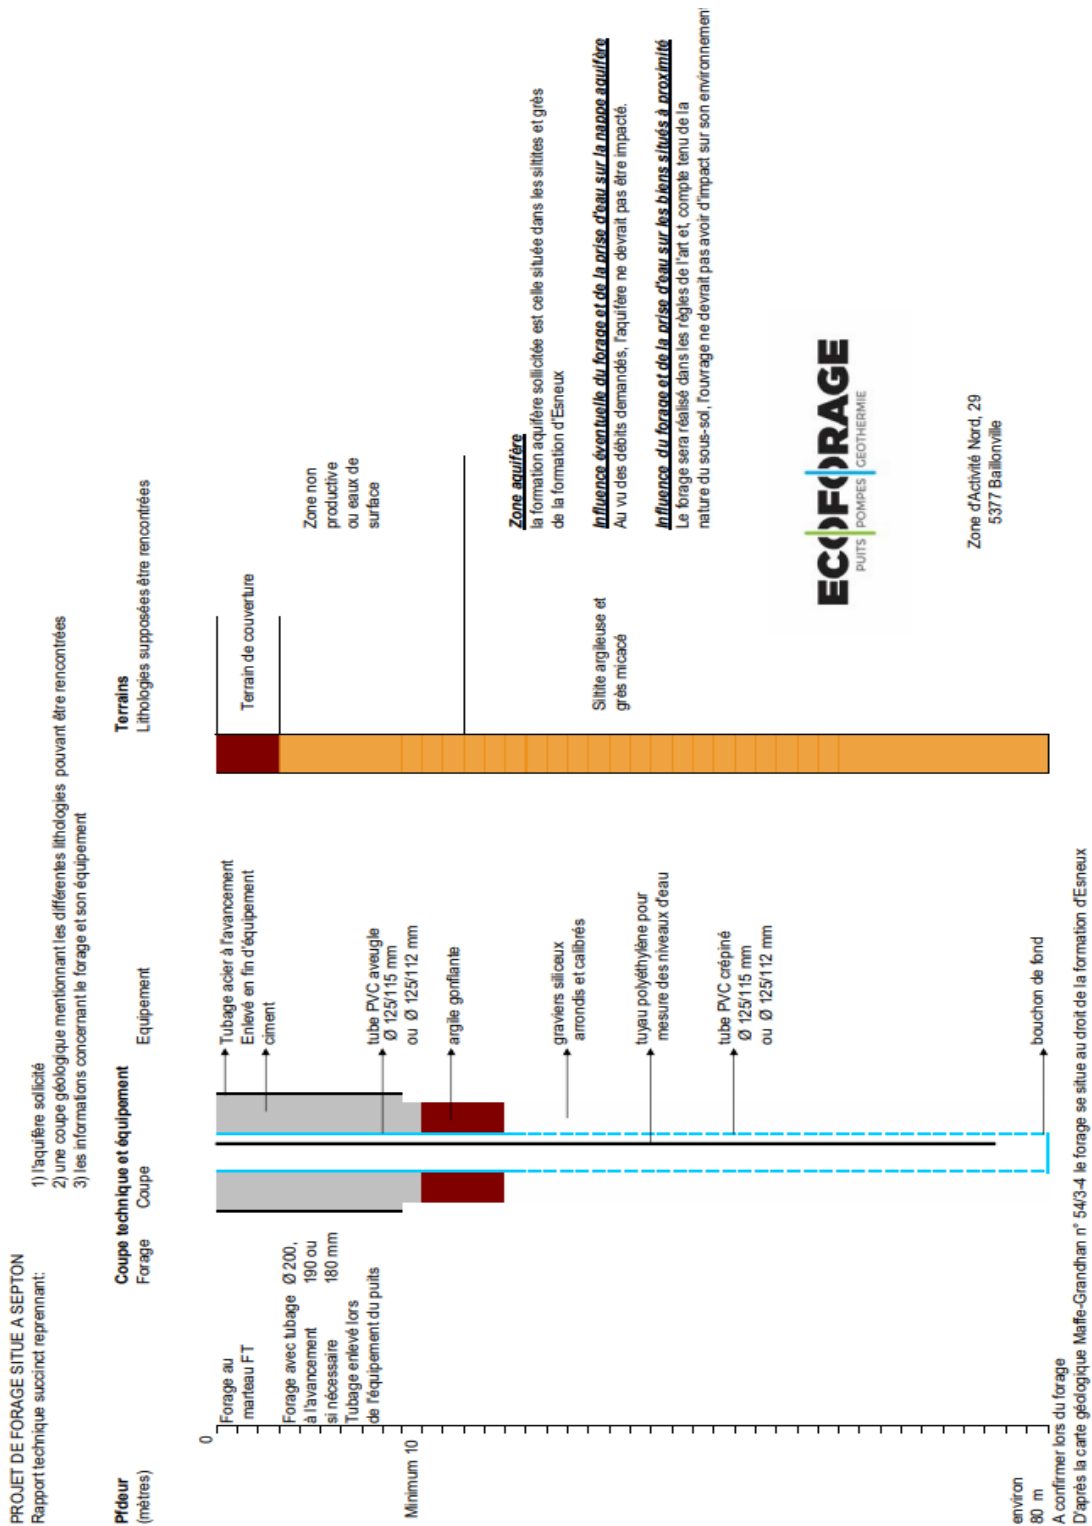 PROJET DE FORAGE SITUE A SEPTON
Rapport technique succinct reprennant:
1) l'aquifère sollicité
2) une coupe géologique mentionnant les différentes lithologies pouvant être rencontrées
3) les informations concernant le forage et son équipement
Pfdeur
(mètres)
Coupe technique et équipement
Forage
Coupe
Equipement
Terrains
Lithologies supposées être rencontrées
0
Minimum 10
environ
80 m
Forage au
marteau FT
Forage avec tubage Ø 200,
à l'avancement 190 ou
si nécessaire 180 mm
Tubage enlevé lors
de l'équipement du puits
Tubage acier à l'avancement
Enlevé en fin d'équipement
ciment
tube PVC aveugle
Ø 125/115 mm
ou Ø 125/112 mm
argile gonflante
graviers siliceux
arrondis et calibrés
tuyau polyéthylène pour
mesure des niveaux d'eau
tube PVC crépiné
Ø 125/115 mm
ou Ø 125/112 mm
bouchon de fond
Terrain de couverture
Siltite argileuse et
grès micacé
Zone non
productive
ou eaux de
surface
Zone aquifère
la formation aquifère sollicitée est celle située dans les siltites et grès
de la formation d'Esneux
Influence éventuelle du forage et de la prise d'eau sur la nappe aquifère
Au vu des débits demandés, l'aquifère ne devrait pas être impacté.
Influence du forage et de la prise d'eau sur les biens situés à proximité
Le forage sera réalisé dans les règles de l'art et, compte tenu de la
nature du sous-sol, l'ouvrage ne devrait pas avoir d'impact sur son environnement
ECOFORAGE
PUITS POMPES GEOTHERMIE
Zone d'Activité Nord, 29
5377 Baillonville
A confirmer lors du forage
D'après la carte géologique Maffe-Grandhan n° 54/3-4 le forage se situe au droit de la formation d'Esneux